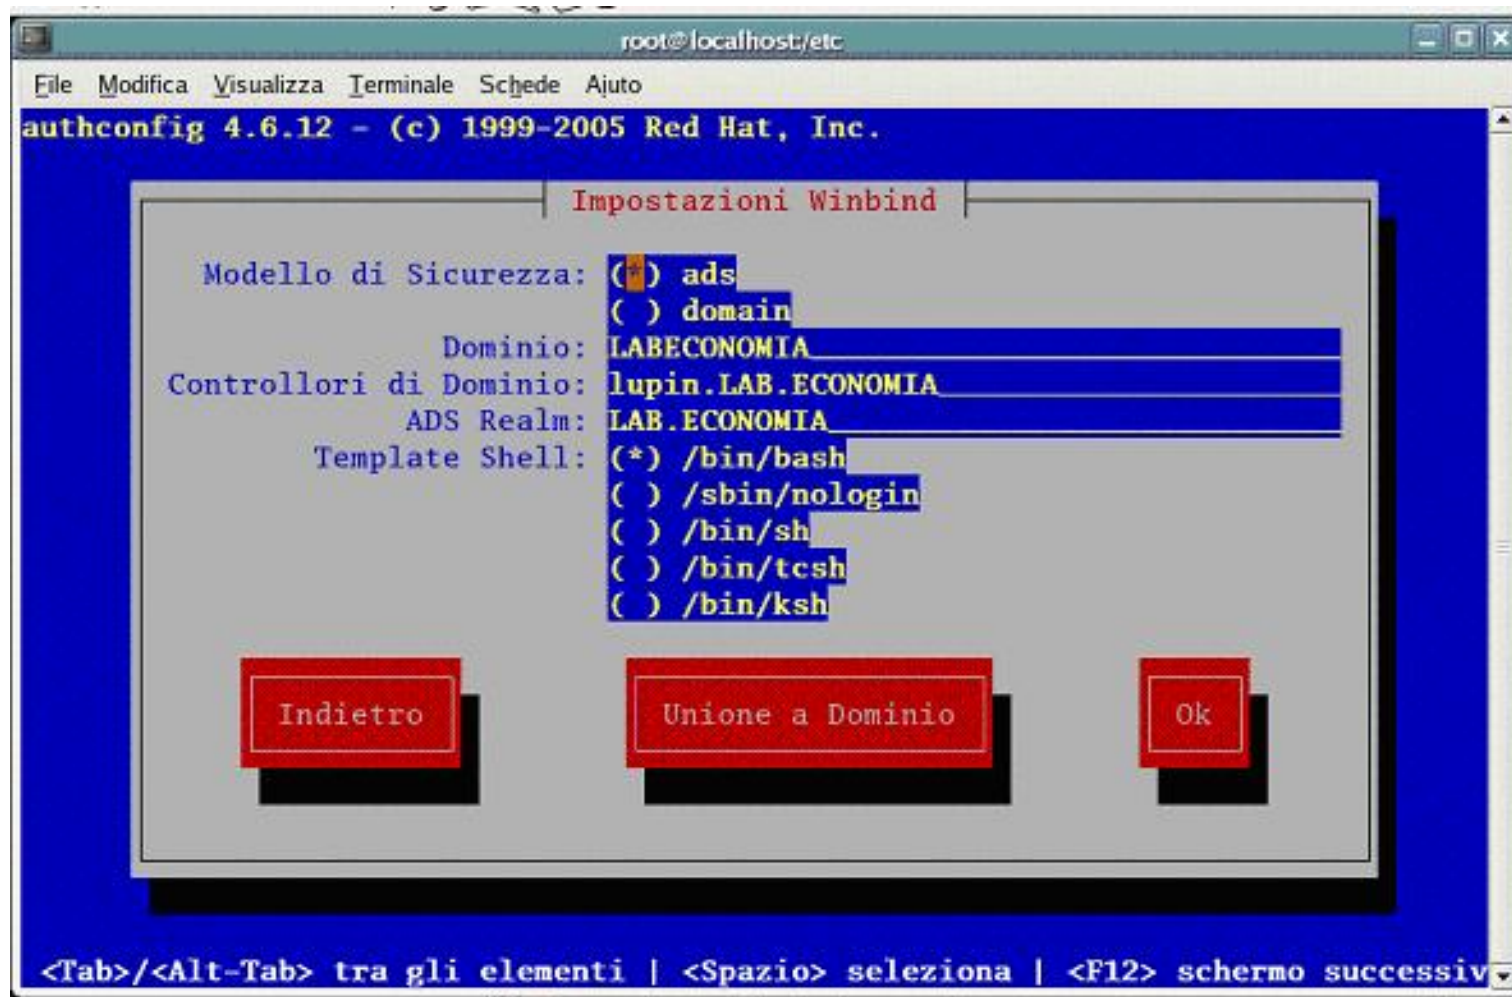 root@localhost:/etc
File Modifica Visualizza Terminale Schede Aiuto
authconfig 4.6.12 - (c) 1999-2005 Red Hat, Inc.
Impostazioni Winbind
Modello di Sicurezza: (*) ads
( ) domain
Dominio: LABECONOMIA
Controllori di Dominio: lupin.LAB.ECONOMIA
ADS Realm: LAB.ECONOMIA
Template Shell: (*) /bin/bash
( ) /sbin/nologin
( ) /bin/sh
( ) /bin/tcsh
( ) /bin/ksh
Indietro Unione a Dominio Ok
<Tab>/<Alt-Tab> tra gli elementi | <Spazio> seleziona | <F12> schermo successiv